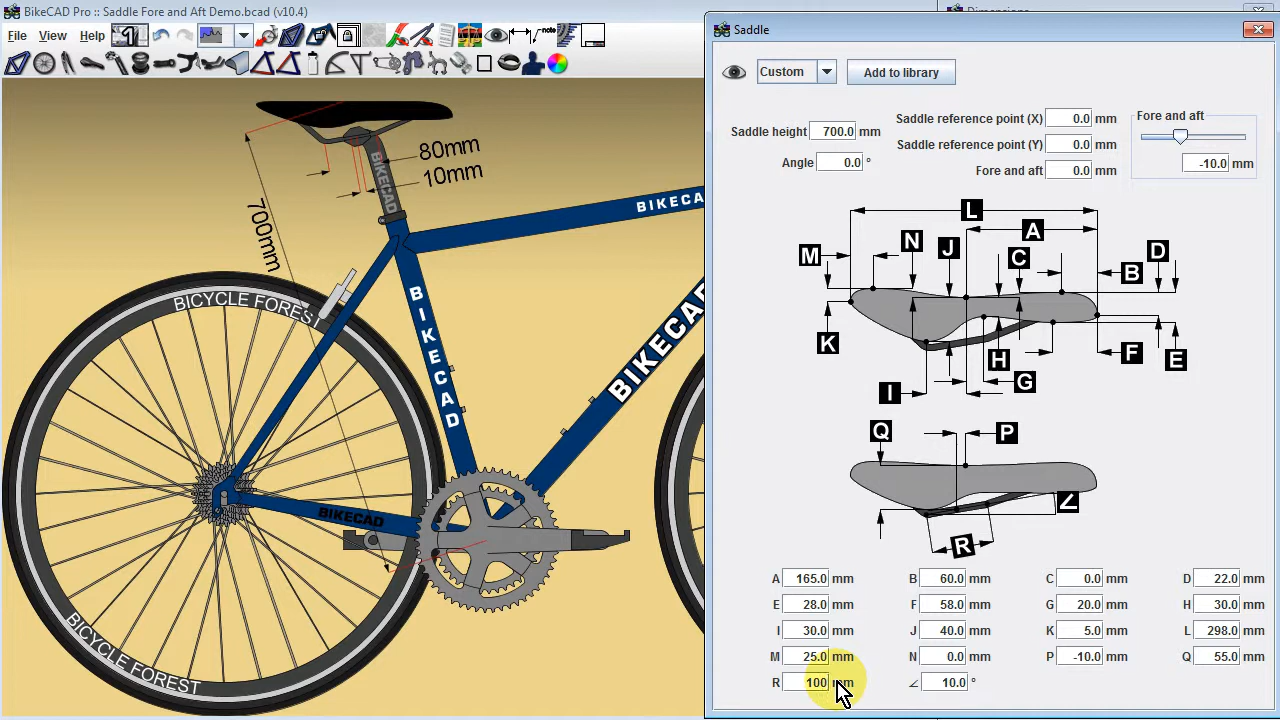 BikeCAD Pro :: Saddle Fore and Aft Demo.bcad (v10.4)
File View Help
note
80mm
10mm
700mm
BIKECAD
BIKECA
BIKECAD
BIKECAD
BIKECAD
BICYCLE FOREST
BICYCLE FOREST
Dimensions
Saddle
Custom
Add to library
Saddle height 700.0 mm
Angle 0.0 °
Saddle reference point (X) 0.0 mm
Saddle reference point (Y) 0.0 mm
Fore and aft 0.0 mm
Fore and aft
-10.0 mm
L
A
M N J C D
B
K H F E
I G
Q P
∠
R
A 165.0 mm B 60.0 mm C 0.0 mm D 22.0 mm
E 28.0 mm F 58.0 mm G 20.0 mm H 30.0 mm
I 30.0 mm J 40.0 mm K 5.0 mm L 298.0 mm
M 25.0 mm N 0.0 mm P -10.0 mm Q 55.0 mm
R 100 mm ∠ 10.0 °